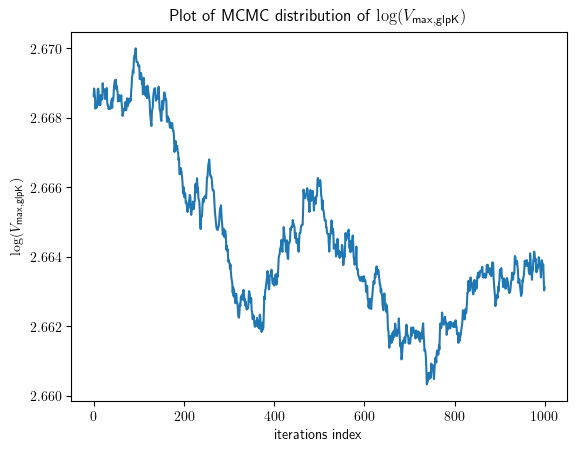 Plot of MCMC distribution of log(V_max,glpK)
log(V_max,glpK)
2.670
2.668
2.666
2.664
2.662
2.660
0 200 400 600 800 1000
iterations index